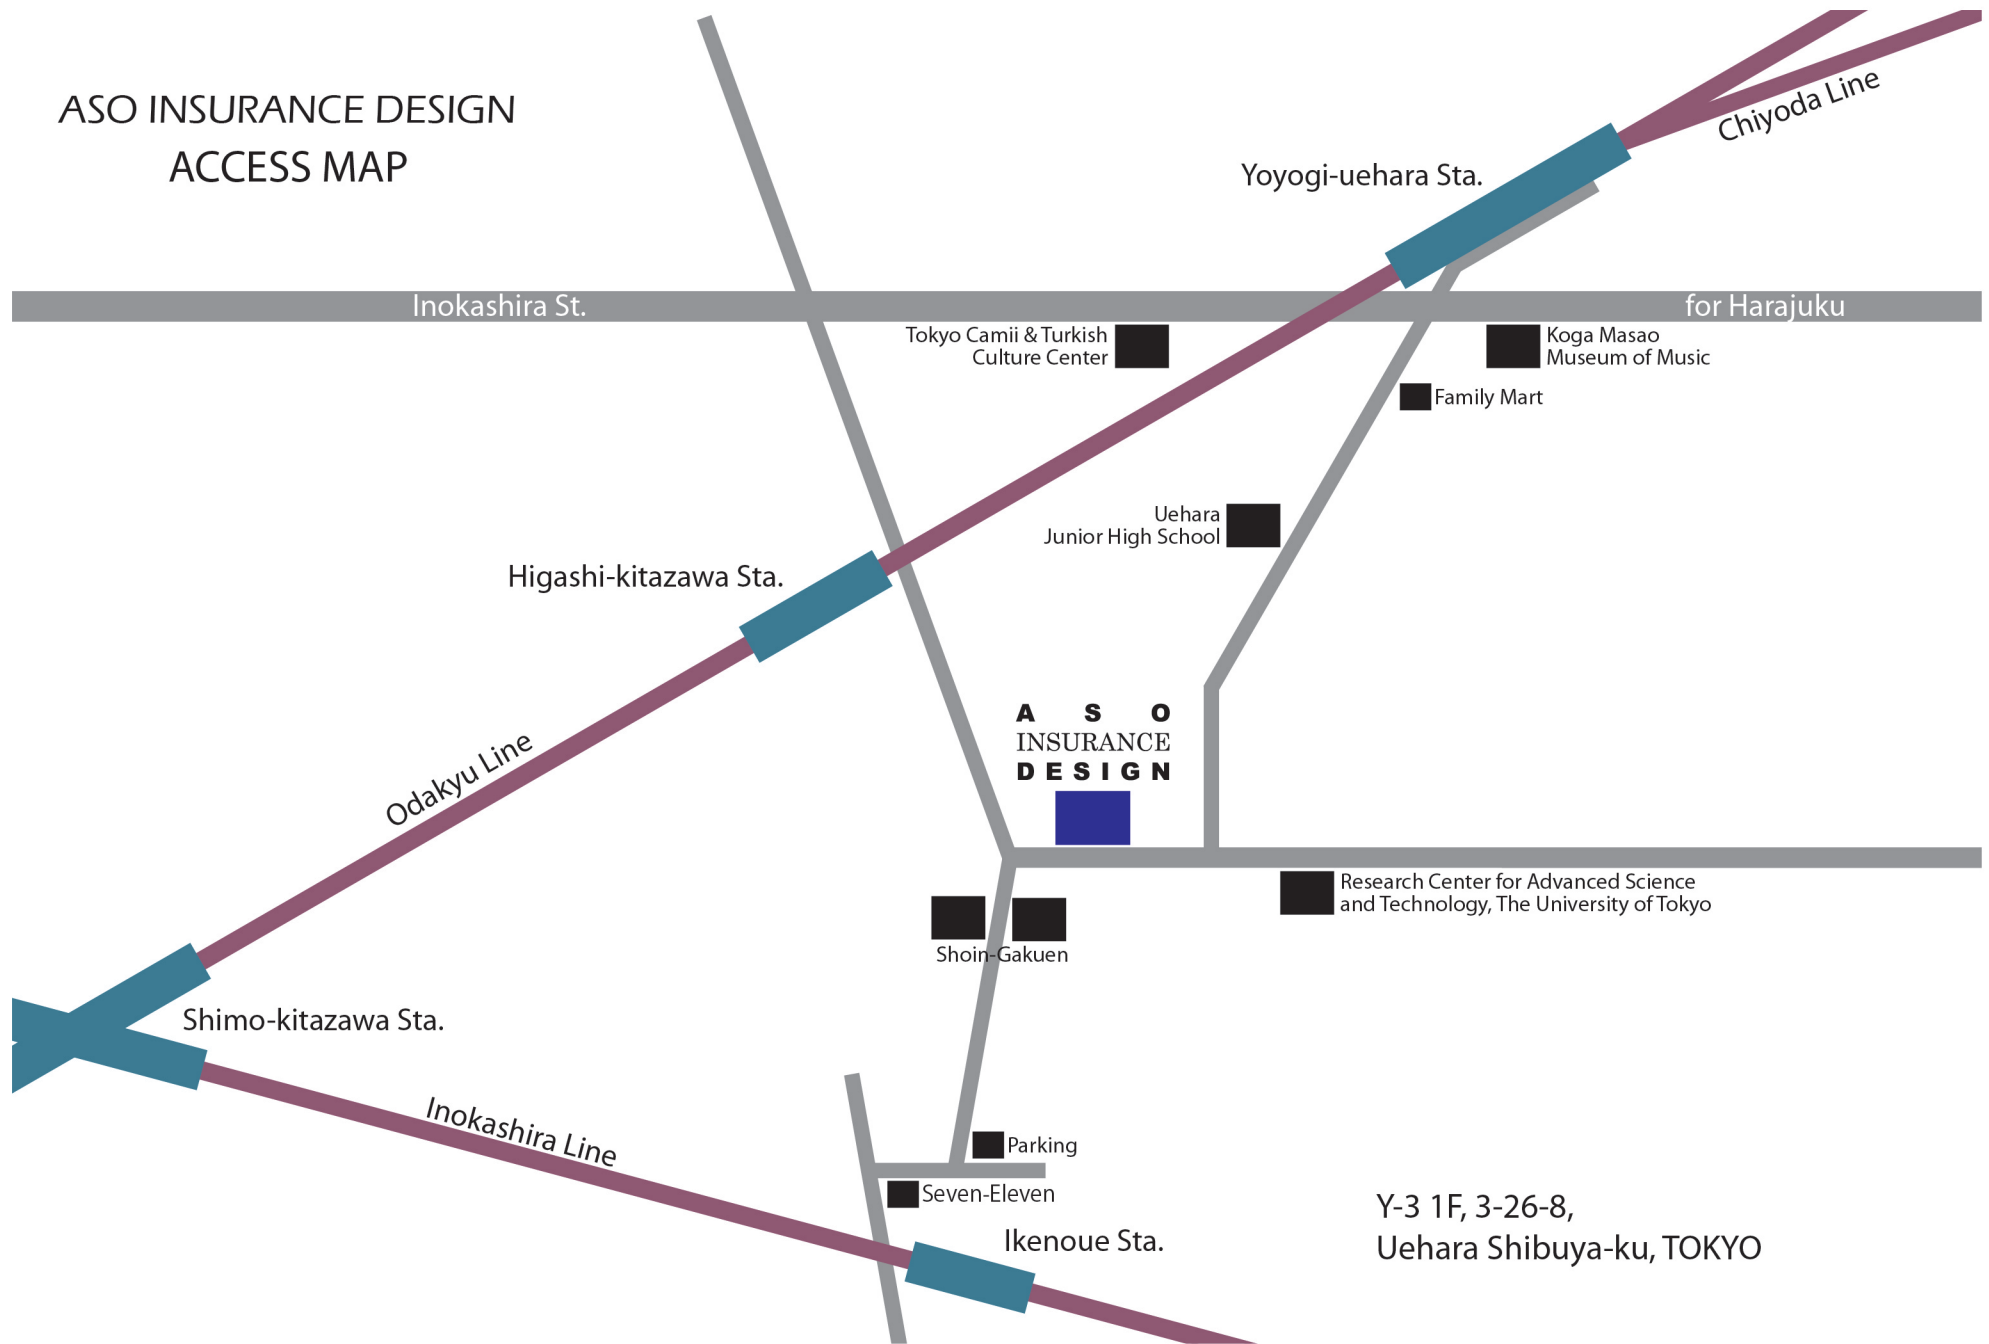 ASO INSURANCE DESIGN
ACCESS MAP
Chiyoda Line
Yoyogi-uehara Sta.
Inokashira St.
for Harajuku
Tokyo Camii & Turkish
Culture Center
Koga Masao
Museum of Music
Family Mart
Uehara
Junior High School
Higashi-kitazawa Sta.
A S O
INSURANCE
DESIGN
Odakyu Line
Research Center for Advanced Science
and Technology, The University of Tokyo
Shoin-Gakuen
Shimo-kitazawa Sta.
Inokashira Line
Parking
Seven-Eleven
Ikenoue Sta.
Y-3 1F, 3-26-8,
Uehara Shibuya-ku, TOKYO